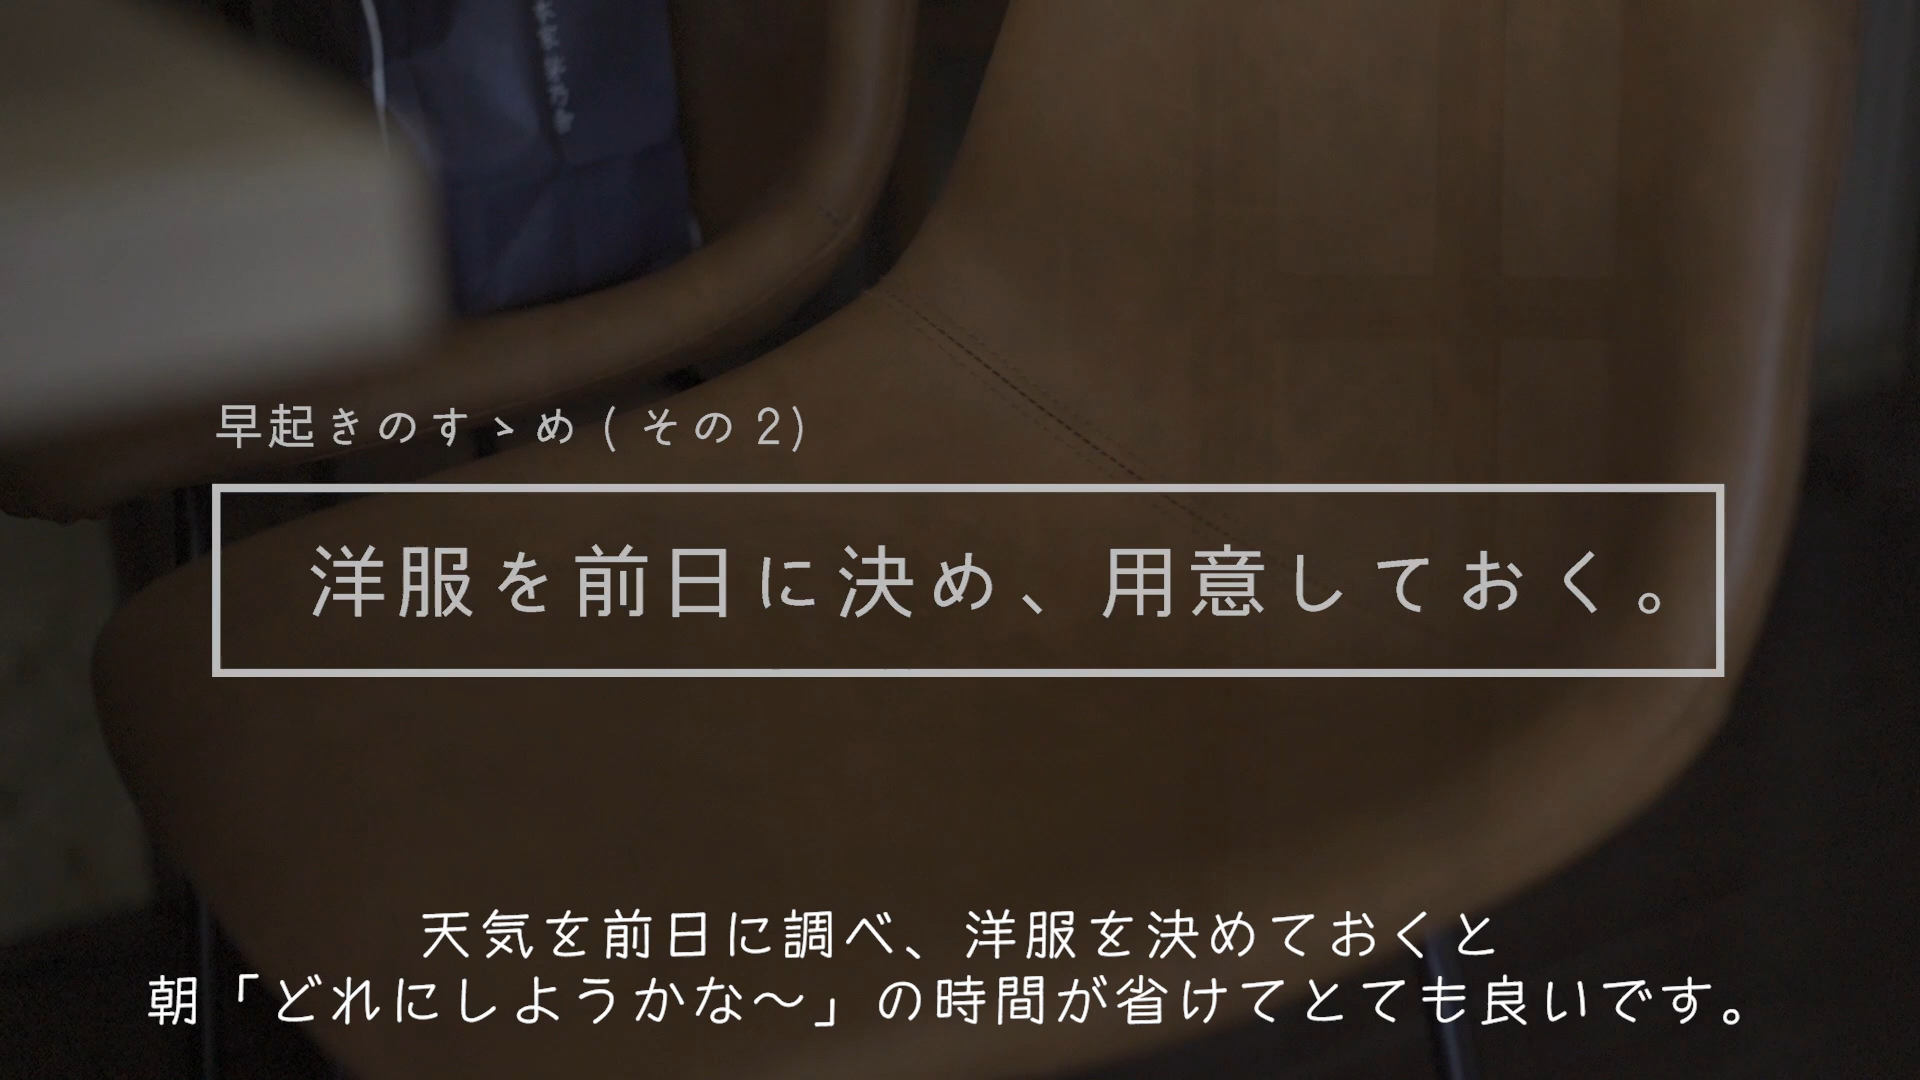 早起きのすゝめ(その2)
洋服を前日に決め、用意しておく。
天気を前日に調べ、洋服を決めておくと
朝「どれにしようかな～」の時間が省けてとても良いです。